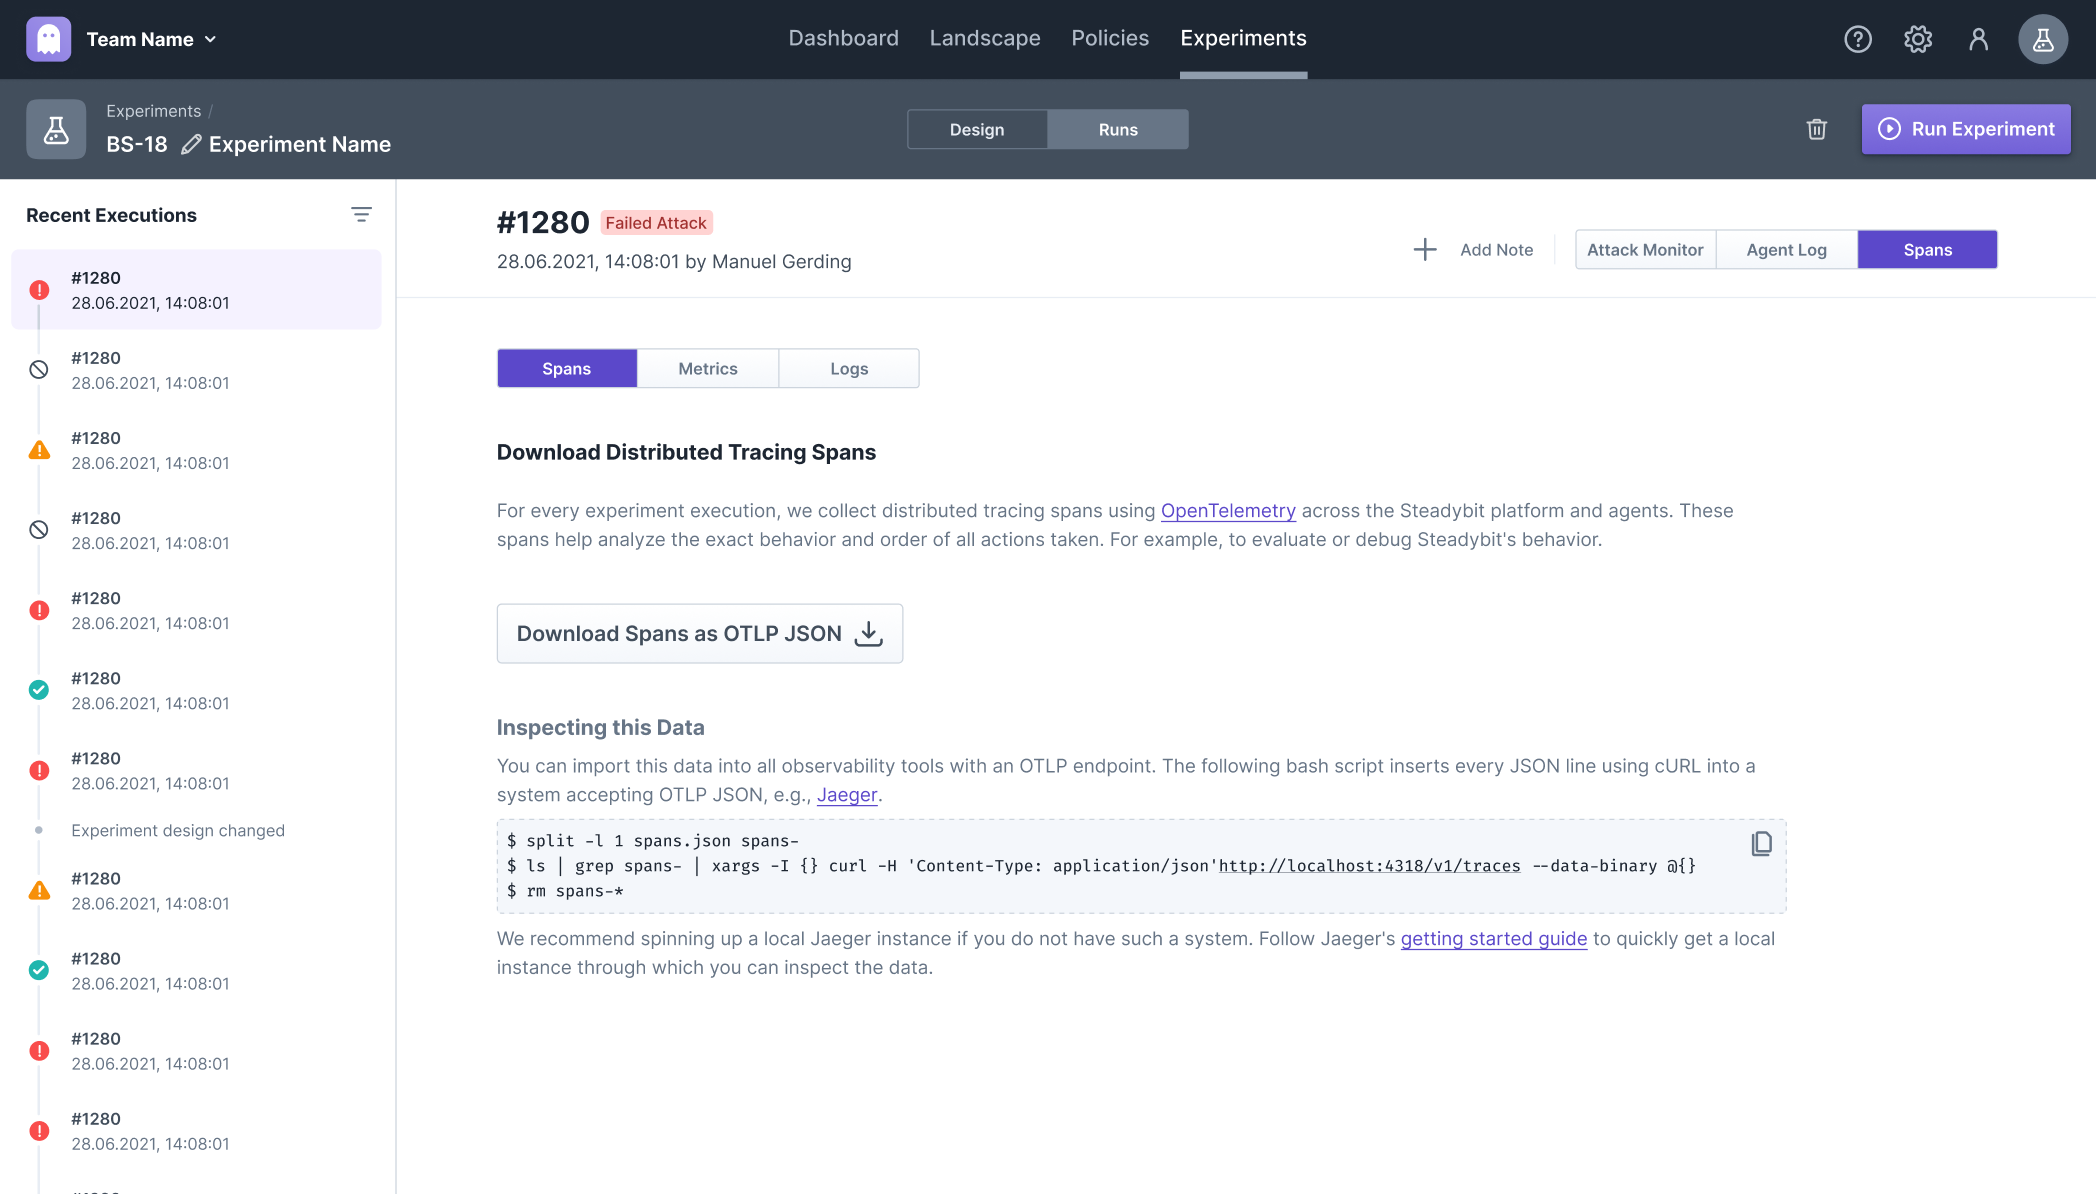 Team Name
Dashboard
Landscape
Policies
Experiments
Experiments /
BS-18 Experiment Name
Design
Runs
Run Experiment
Recent Executions
#1280
28.06.2021, 14:08:01
#1280
28.06.2021, 14:08:01
#1280
28.06.2021, 14:08:01
#1280
28.06.2021, 14:08:01
#1280
28.06.2021, 14:08:01
#1280
28.06.2021, 14:08:01
#1280
28.06.2021, 14:08:01
Experiment design changed
#1280
28.06.2021, 14:08:01
#1280
28.06.2021, 14:08:01
#1280
28.06.2021, 14:08:01
#1280
28.06.2021, 14:08:01
#1280 Failed Attack
28.06.2021, 14:08:01 by Manuel Gerding
Add Note
Attack Monitor
Agent Log
Spans
Spans
Metrics
Logs
Download Distributed Tracing Spans
For every experiment execution, we collect distributed tracing spans using OpenTelemetry across the Steadybit platform and agents. These
spans help analyze the exact behavior and order of all actions taken. For example, to evaluate or debug Steadybit's behavior.
Download Spans as OTLP JSON
Inspecting this Data
You can import this data into all observability tools with an OTLP endpoint. The following bash script inserts every JSON line using cURL into a
system accepting OTLP JSON, e.g., Jaeger.
$ split -l 1 spans.json spans-
$ ls | grep spans- | xargs -I {} curl -H 'Content-Type: application/json'http://localhost:4318/v1/traces --data-binary @{}
$ rm spans-*
We recommend spinning up a local Jaeger instance if you do not have such a system. Follow Jaeger's getting started guide to quickly get a local
instance through which you can inspect the data.